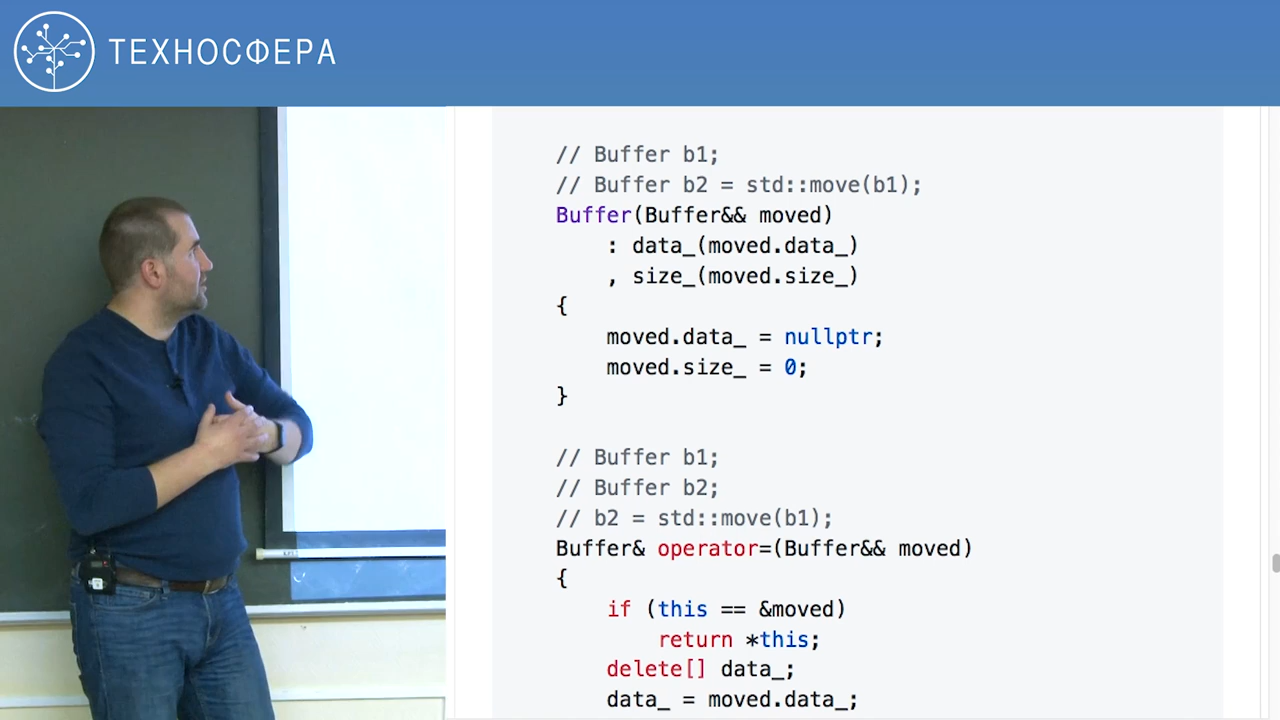 ТЕХНОСФЕРА
// Buffer b1;
// Buffer b2 = std::move(b1);
Buffer(Buffer&& moved)
: data_(moved.data_)
, size_(moved.size_)
{
moved.data_ = nullptr;
moved.size_ = 0;
}
// Buffer b1;
// Buffer b2;
// b2 = std::move(b1);
Buffer& operator=(Buffer&& moved)
{
if (this == &moved)
return *this;
delete[] data_;
data_ = moved.data_;